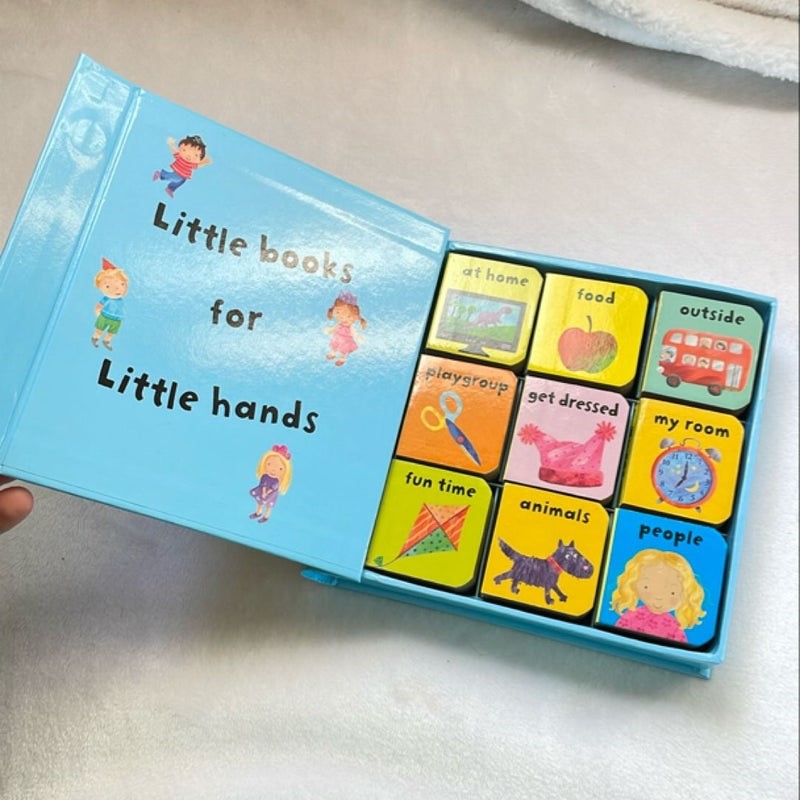 Little books
for
Little hands
at home
food
outside
playgroup
get dressed
my room
fun time
animals
people